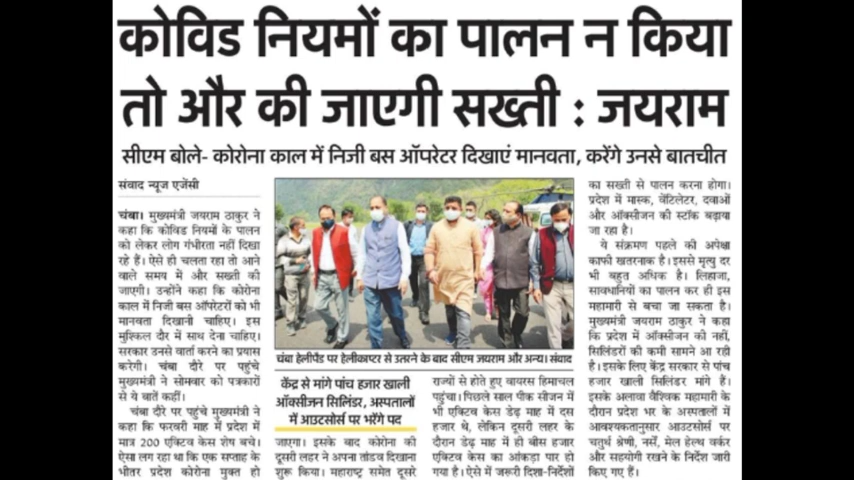 कोविड नियमों का पालन न किया
तो और की जाएगी सख्ती : जयराम
सीएम बोले- कोरोना काल में निजी बस ऑपरेटर दिखाएं मानवता, करेंगे उनसे बातचीत
संवाद न्यूज एजेंसी
चंबा। मुख्यमंत्री जयराम ठाकुर ने
कहा कि कोविड नियमों के पालन
को लेकर लोग गंभीरता नहीं दिखा
रहे हैं। ऐसे ही चलता रहा तो आने
वाले समय में और सख्ती की
जाएगी। उन्होंने कहा कि कोरोना
काल में निजी बस ऑपरेटरों को भी
मानवता दिखानी चाहिए। इस
मुश्किल दौर में साथ देना चाहिए।
सरकार उनसे वार्ता करने का प्रयास
करेगी। चंबा दौरे पर पहुंचे
मुख्यमंत्री ने सोमवार को पत्रकारों
से ये बातें कहीं।
चंबा दौरे पर पहुंचे मुख्यमंत्री ने
कहा कि फरवरी माह में प्रदेश में
मात्र 200 एक्टिव केस शेष बचे।
ऐसा लग रहा था कि एक सप्ताह के
भीतर प्रदेश कोरोना मुक्त हो
चंबा हेलीपैड पर हेलीकाप्टर से उतरने के बाद सीएम जयराम और अन्य। संवाद
केंद्र से मांगे पांच हजार खाली
ऑक्सीजन सिलिंडर, अस्पतालों
में आउटसोर्स पर भरेंगे पद
जाएगा। इसके बाद कोरोना की
दूसरी लहर ने अपना तांडव दिखाना
शुरू किया। महाराष्ट्र समेत दूसरे
राज्यों से होते हुए वायरस हिमाचल
पहुंचा। पिछले साल पीक सीजन में
भी एक्टिव केस डेढ़ माह में दस
हजार थे, लेकिन दूसरी लहर के
दौरान डेढ़ माह में ही बीस हजार
एक्टिव केस का आंकड़ा पार हो
गया है। ऐसे में जरूरी दिशा-निर्देशों
का सख्ती से पालन करना होगा।
प्रदेश में मास्क, वेंटिलेटर, दवाओं
और ऑक्सीजन की स्टॉक बढ़ाया
जा रहा है।
ये संक्रमण पहले की अपेक्षा
काफी खतरनाक है। इससे मृत्यु दर
भी बहुत अधिक है। लिहाजा,
सावधानियों का पालन कर ही इस
महामारी से बचा जा सकता है।
मुख्यमंत्री जयराम ठाकुर ने कहा
कि प्रदेश में ऑक्सीजन की नहीं,
सिलिंडरों की कमी सामने आ रही
है। इसके लिए केंद्र सरकार से पांच
हजार खाली सिलिंडर मांगे हैं।
इसके अलावा वैश्विक महामारी के
दौरान प्रदेश भर के अस्पतालों में
आवश्यकतानुसार आउटसोर्स पर
चतुर्थ श्रेणी, नर्सें, मेल हेल्थ वर्कर
और सहयोगी रखने के निर्देश जारी
किए गए हैं।